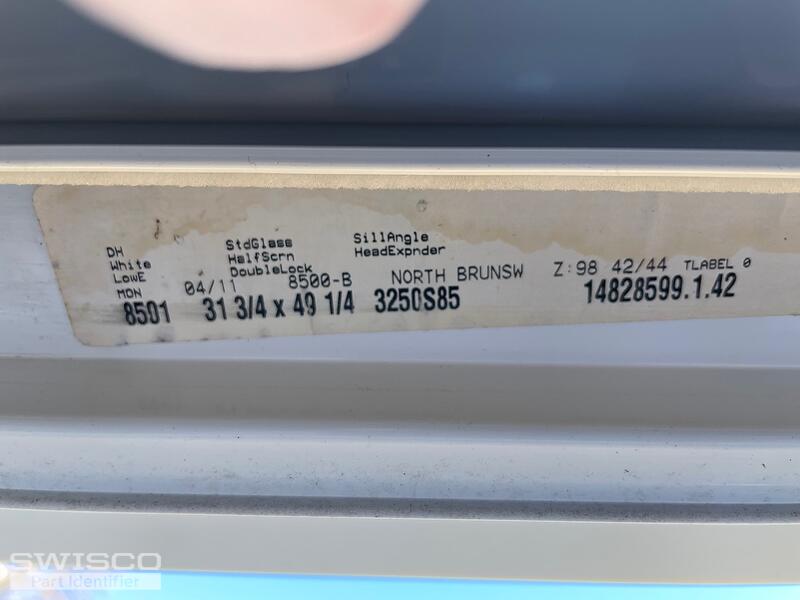 DH StdGlass SillAngle
White HalfScrn HeadExpnder
LowE DoubleLock
MON 04/11 8500-B NORTH BRUNSW Z:98 42/44 TLABEL 0
8501 31 3/4 x 49 1/4 3250S85 14828599.1.42
SWISCO
Part Identifier